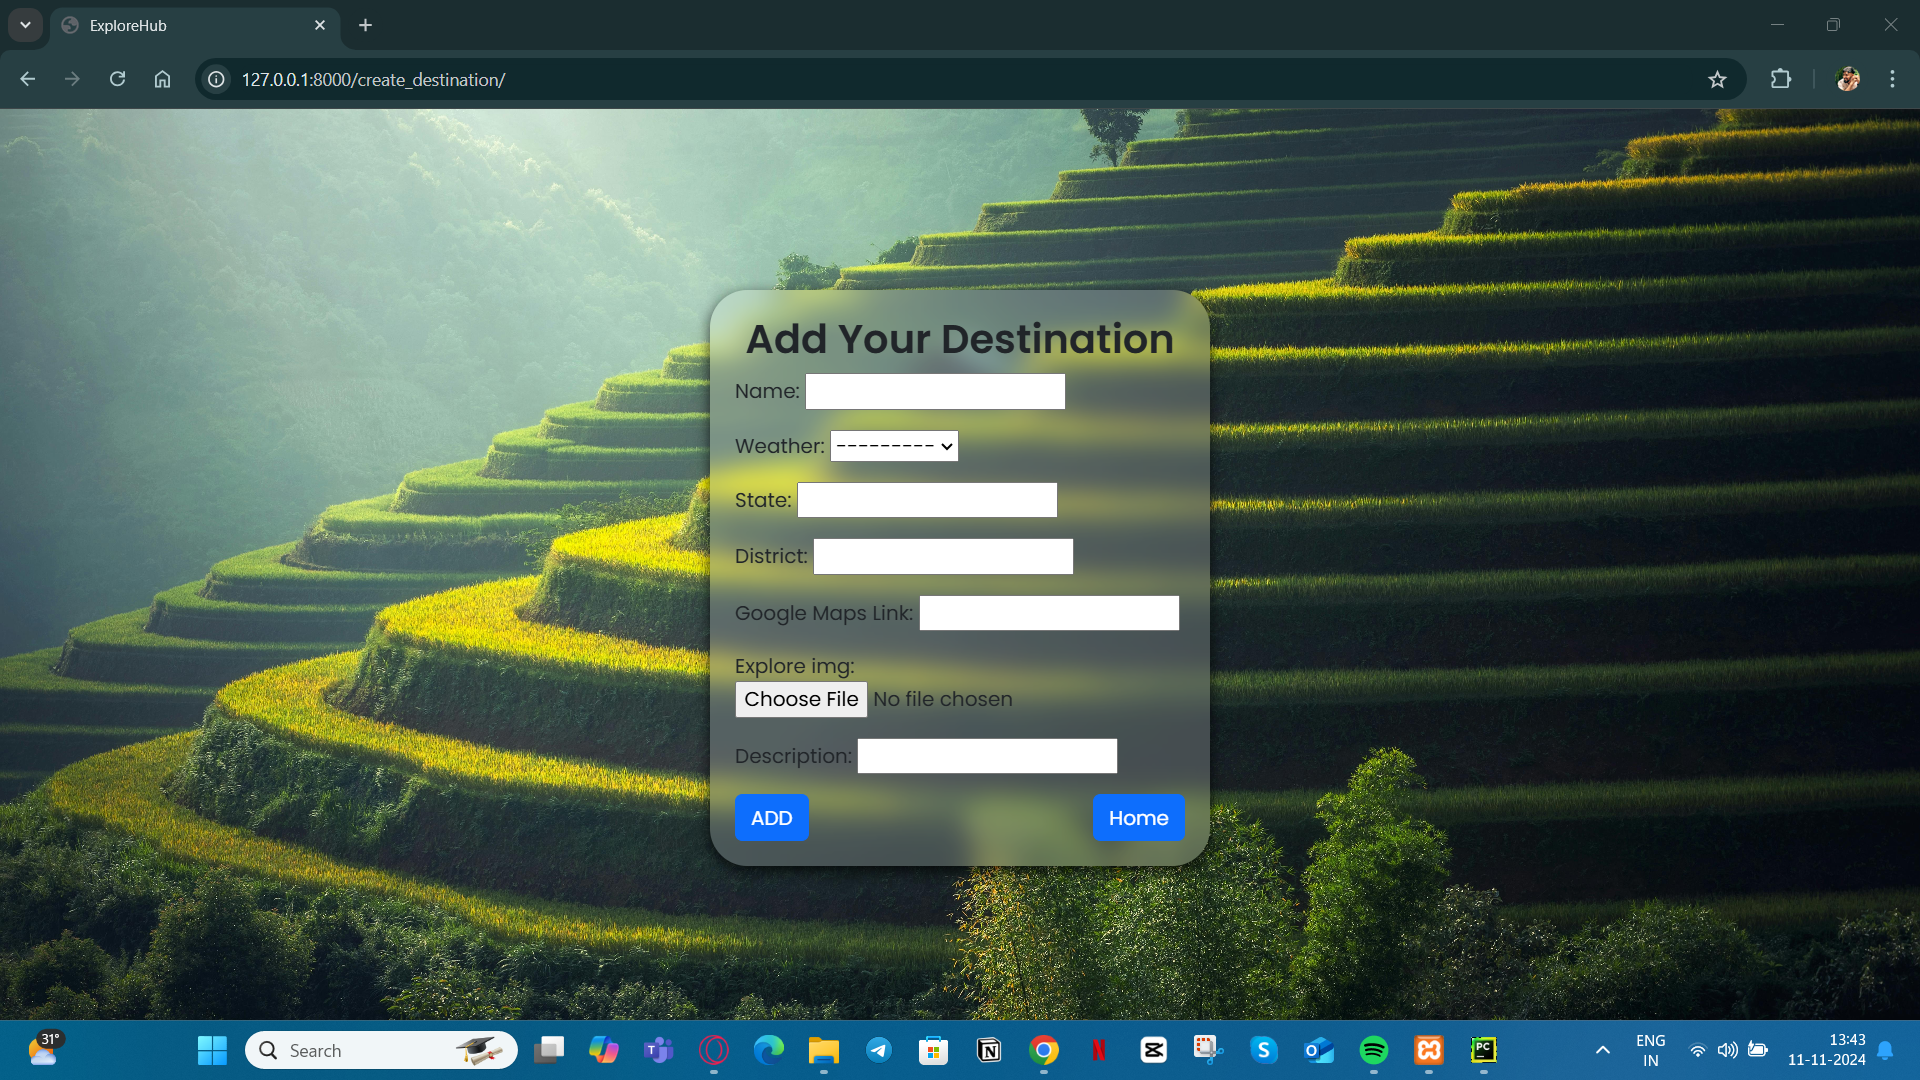 ExploreHub
127.0.0.1:8000/create_destination/
Add Your Destination
Name:
Weather: ---------
State:
District:
Google Maps Link:
Explore img:
Choose File No file chosen
Description:
ADD Home
31°
Search
ENG
IN
13:43
11-11-2024